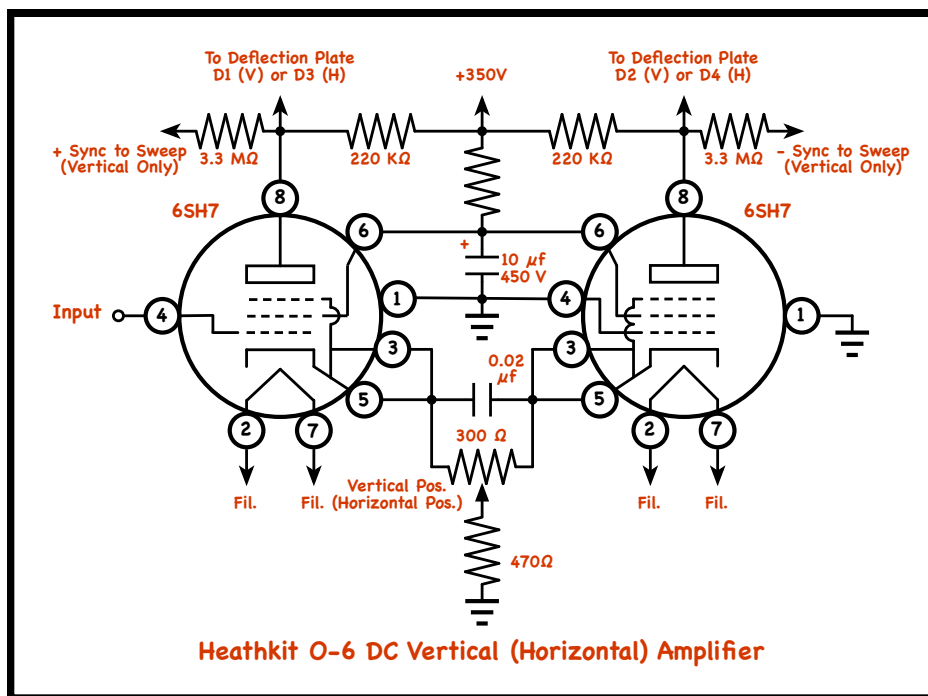 To Deflection Plate
D1 (V) or D3 (H)
+350V
To Deflection Plate
D2 (V) or D4 (H)
+ Sync to Sweep
(Vertical Only)
3.3 MΩ
220 KΩ
220 KΩ
3.3 MΩ
- Sync to Sweep
(Vertical Only)
6SH7
8
6
+
10 µf
450 V
6
8
6SH7
Input
4
1
4
1
3
0.02
µf
3
5
5
2
7
300 Ω
2
7
Fil.
Fil.
Vertical Pos.
(Horizontal Pos.)
Fil.
Fil.
470Ω
Heathkit O-6 DC Vertical (Horizontal) Amplifier